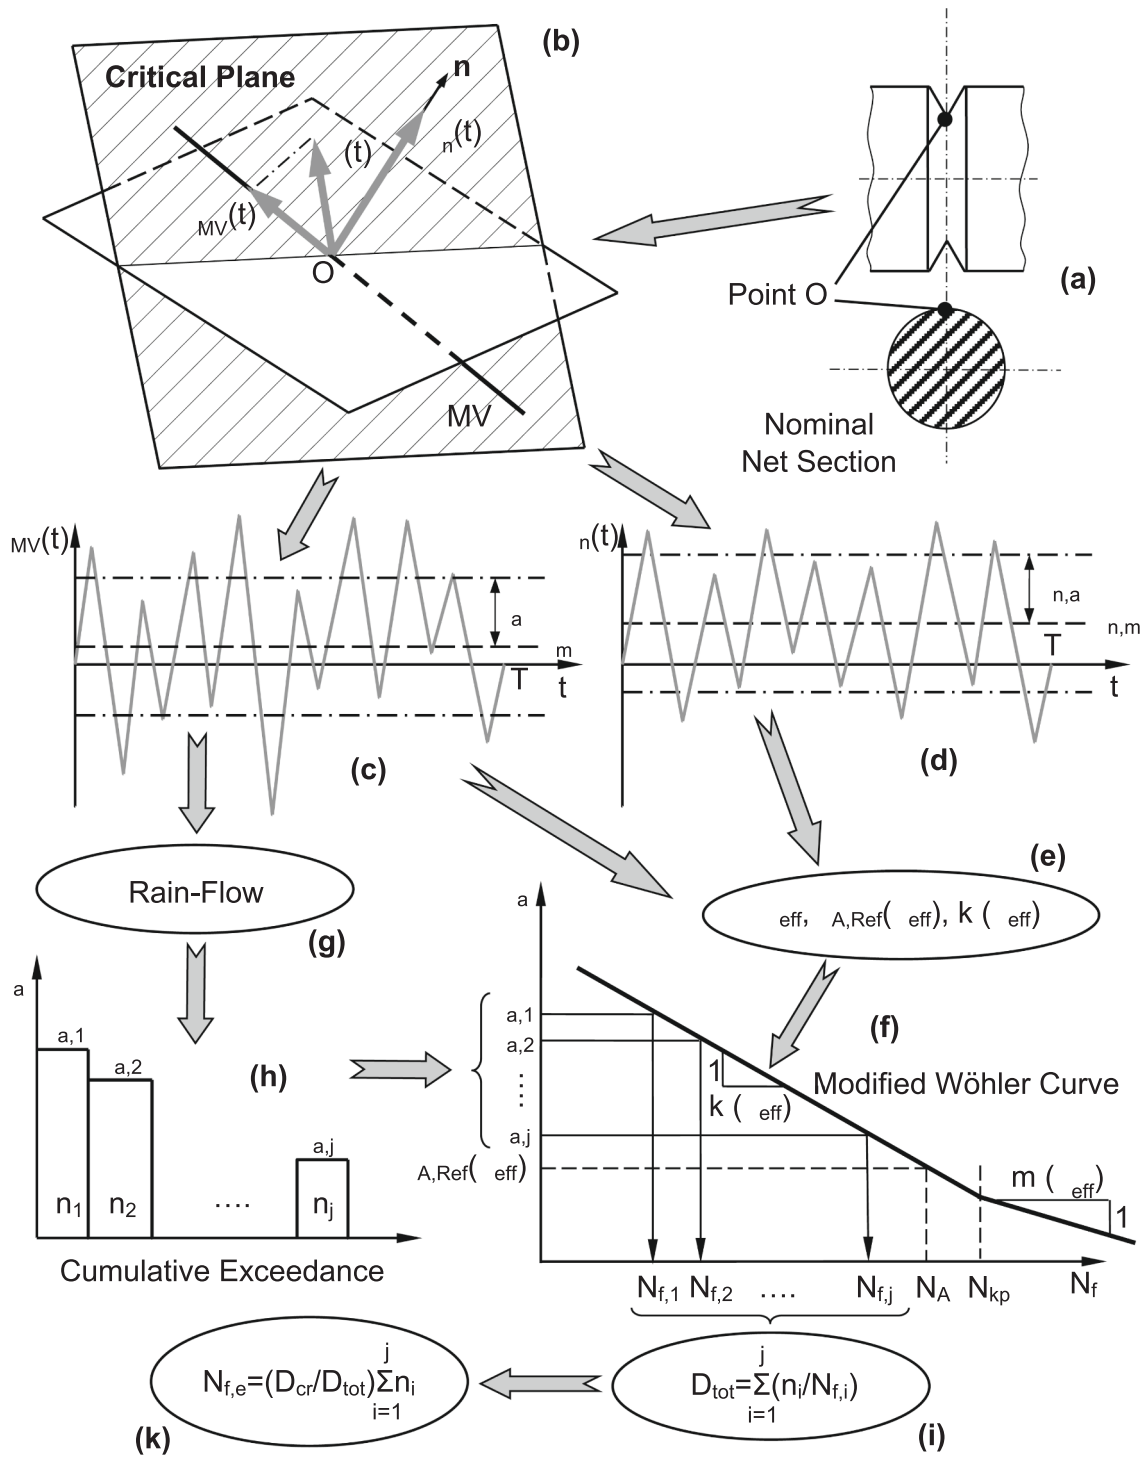 (b)
Critical Plane
n
n(t)
(t)
MV(t)
O
MV
(a)
Point O
Nominal
Net Section
MV(t)
a
m
T
t
(c)
n(t)
n,a
n,m
T
t
(d)
(e)
eff, A,Ref( eff), k ( eff)
Rain-Flow
(g)
a
a,1
a,2
a,j
n1
n2
....
nj
(h)
Cumulative Exceedance
a
(f)
a,1
a,2
....
a,j
A,Ref( eff)
1
k ( eff)
Modified Wöhler Curve
m ( eff)
1
Nf,1
Nf,2
....
Nf,j
NA
Nkp
Nf
j
Dtot=Σ(ni/Nf,i)
i=1
(i)
j
Nf,e=(Dcr/Dtot)Σni
i=1
(k)